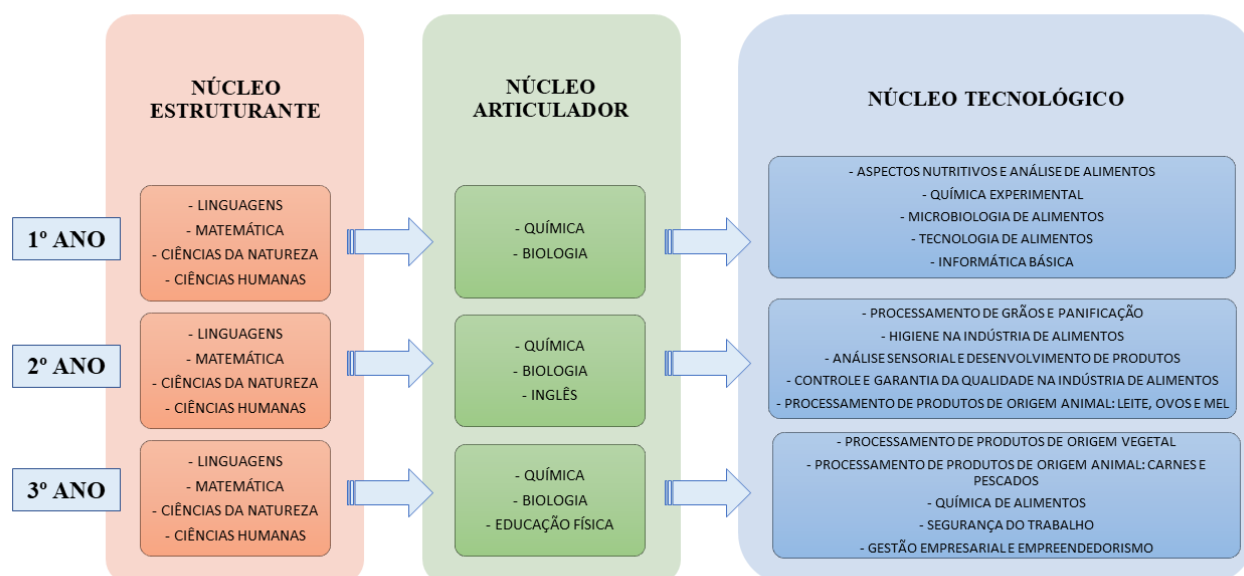 NÚCLEO
ESTRUTURANTE
NÚCLEO
ARTICULADOR
NÚCLEO TECNOLÓGICO
1º ANO
- LINGUAGENS
- MATEMÁTICA
- CIÊNCIAS DA NATUREZA
- CIÊNCIAS HUMANAS
- QUÍMICA
- BIOLOGIA
- ASPECTOS NUTRITIVOS E ANÁLISE DE ALIMENTOS
- QUÍMICA EXPERIMENTAL
- MICROBIOLOGIA DE ALIMENTOS
- TECNOLOGIA DE ALIMENTOS
- INFORMÁTICA BÁSICA
2º ANO
- LINGUAGENS
- MATEMÁTICA
- CIÊNCIAS DA NATUREZA
- CIÊNCIAS HUMANAS
- QUÍMICA
- BIOLOGIA
- INGLÊS
- PROCESSAMENTO DE GRÃOS E PANIFICAÇÃO
- HIGIENE NA INDÚSTRIA DE ALIMENTOS
- ANÁLISE SENSORIAL E DESENVOLVIMENTO DE PRODUTOS
- CONTROLE E GARANTIA DA QUALIDADE NA INDÚSTRIA DE ALIMENTOS
- PROCESSAMENTO DE PRODUTOS DE ORIGEM ANIMAL: LEITE, OVOS E MEL
3º ANO
- LINGUAGENS
- MATEMÁTICA
- CIÊNCIAS DA NATUREZA
- CIÊNCIAS HUMANAS
- QUÍMICA
- BIOLOGIA
- EDUCAÇÃO FÍSICA
- PROCESSAMENTO DE PRODUTOS DE ORIGEM VEGETAL
- PROCESSAMENTO DE PRODUTOS DE ORIGEM ANIMAL: CARNES E
PESCADOS
- QUÍMICA DE ALIMENTOS
- SEGURANÇA DO TRABALHO
- GESTÃO EMPRESARIAL E EMPREENDEDORISMO